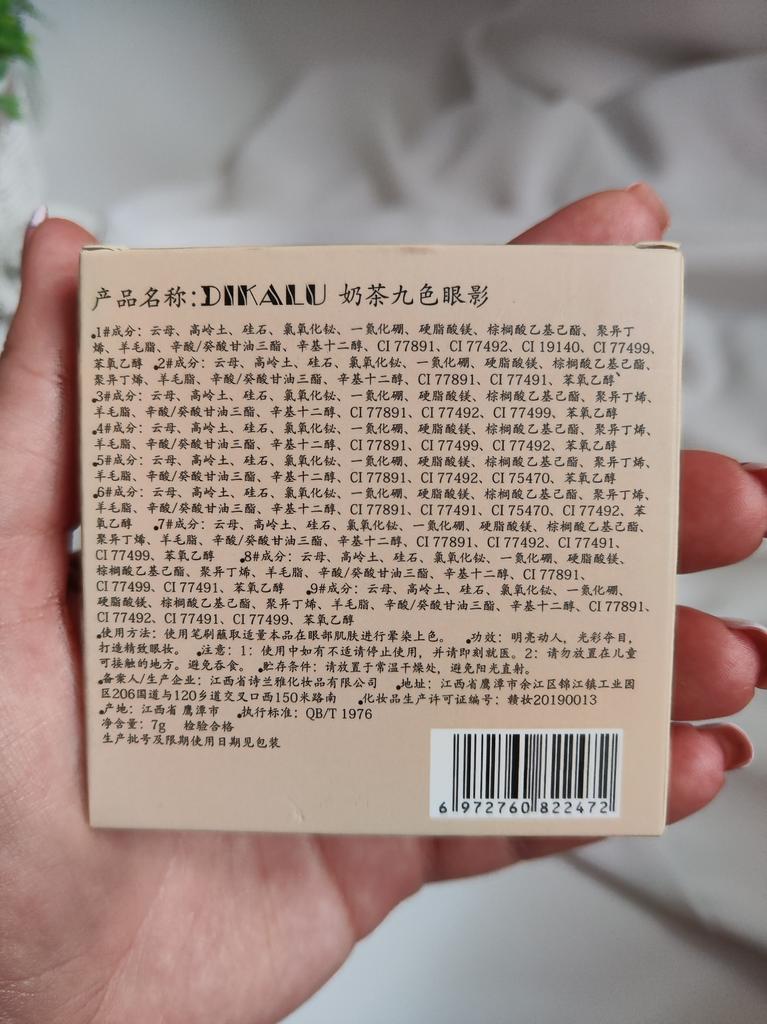 产品名称:DIKALU 奶茶九色眼影
•1#成分：云母、高岭土、硅石、氯氧化铋、一氮化硼、硬脂酸镁、棕榈酸乙基己酯、聚异丁
烯、羊毛脂、辛酸/癸酸甘油三酯、辛基十二醇、CI 77891、CI 77492、CI 19140、CI 77499、
苯氧乙醇 •2#成分：云母、高岭土、硅石、氯氧化铋、一氮化硼、硬脂酸镁、棕榈酸乙基己酯、
聚异丁烯、羊毛脂、辛酸/癸酸甘油三酯、辛基十二醇、CI 77891、CI 77491、苯氧乙醇
•3#成分：云母、高岭土、硅石、氯氧化铋、一氮化硼、硬脂酸镁、棕榈酸乙基己酯、聚异丁烯、
羊毛脂、辛酸/癸酸甘油三酯、辛基十二醇、CI 77891、CI 77492、CI 77499、苯氧乙醇
•4#成分：云母、高岭土、硅石、氯氧化铋、一氮化硼、硬脂酸镁、棕榈酸乙基己酯、聚异丁烯、
羊毛脂、辛酸/癸酸甘油三酯、辛基十二醇、CI 77891、CI 77499、CI 77492、苯氧乙醇
•5#成分：云母、高岭土、硅石、氯氧化铋、一氮化硼、硬脂酸镁、棕榈酸乙基己酯、聚异丁烯、
羊毛脂、辛酸/癸酸甘油三酯、辛基十二醇、CI 77891、CI 77492、CI 75470、苯氧乙醇
•6#成分：云母、高岭土、硅石、氯氧化铋、一氮化硼、硬脂酸镁、棕榈酸乙基己酯、聚异丁烯、
羊毛脂、辛酸/癸酸甘油三酯、辛基十二醇、CI 77891、CI 77491、CI 75470、CI 77492、苯
氧乙醇 •7#成分：云母、高岭土、硅石、氯氧化铋、一氮化硼、硬脂酸镁、棕榈酸乙基己酯、
聚异丁烯、羊毛脂、辛酸/癸酸甘油三酯、辛基十二醇、CI 77891、CI 77492、CI 77491、
CI 77499、苯氧乙醇 •8#成分：云母、高岭土、硅石、氯氧化铋、一氮化硼、硬脂酸镁、
棕榈酸乙基己酯、聚异丁烯、羊毛脂、辛酸/癸酸甘油三酯、辛基十二醇、CI 77891、
CI 77499、CI 77491、苯氧乙醇 •9#成分：云母、高岭土、硅石、氯氧化铋、一氮化硼、
硬脂酸镁、棕榈酸乙基己酯、聚异丁烯、羊毛脂、辛酸/癸酸甘油三酯、辛基十二醇、CI 77891、
CI 77492、CI 77491、CI 77499、苯氧乙醇
•使用方法：使用笔刷蘸取适量本品在眼部肌肤进行晕染上色。 •功效：明亮动人，光彩夺目，
打造精致眼妆。 •注意：1：使用中如有不适请停止使用，并请即刻就医。2：请勿放置在儿童
可接触的地方。避免吞食。•贮存条件：请放置于常温干燥处，避免阳光直射。
•备案人/生产企业：江西省诗兰雅化妆品有限公司 •地址：江西省鹰潭市余江区锦江镇工业园
区206国道与120乡道交叉口西150米路南 •化妆品生产许可证编号：赣妆20190013
•产地：江西省 鹰潭市 •执行标准：QB/T 1976
净含量：7g 检验合格
生产批号及限期使用日期见包装
6 972760 822472